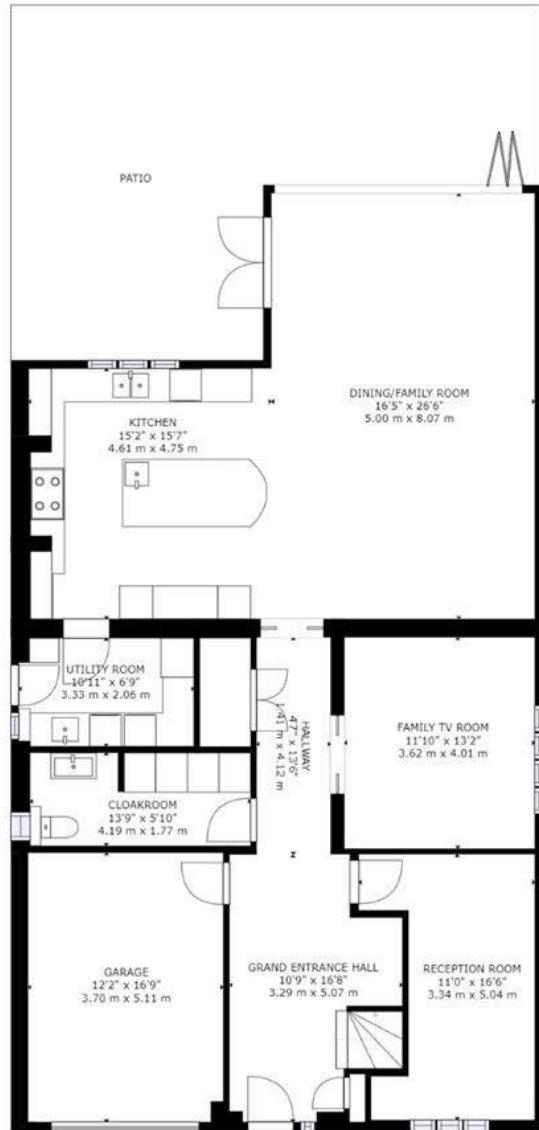 PATIO
DINING/FAMILY ROOM
16'5" x 26'6"
5.00 m x 8.07 m
KITCHEN
15'2" x 15'7"
4.61 m x 4.75 m
UTILITY ROOM
10'11" x 6'9"
3.33 m x 2.06 m
HALLWAY
4'7" x 13'6"
1.41 m x 4.12 m
FAMILY TV ROOM
11'10" x 13'2"
3.62 m x 4.01 m
CLOAKROOM
13'9" x 5'10"
4.19 m x 1.77 m
GARAGE
12'2" x 16'9"
3.70 m x 5.11 m
GRAND ENTRANCE HALL
10'9" x 16'8"
3.29 m x 5.07 m
RECEPTION ROOM
11'0" x 16'6"
3.34 m x 5.04 m